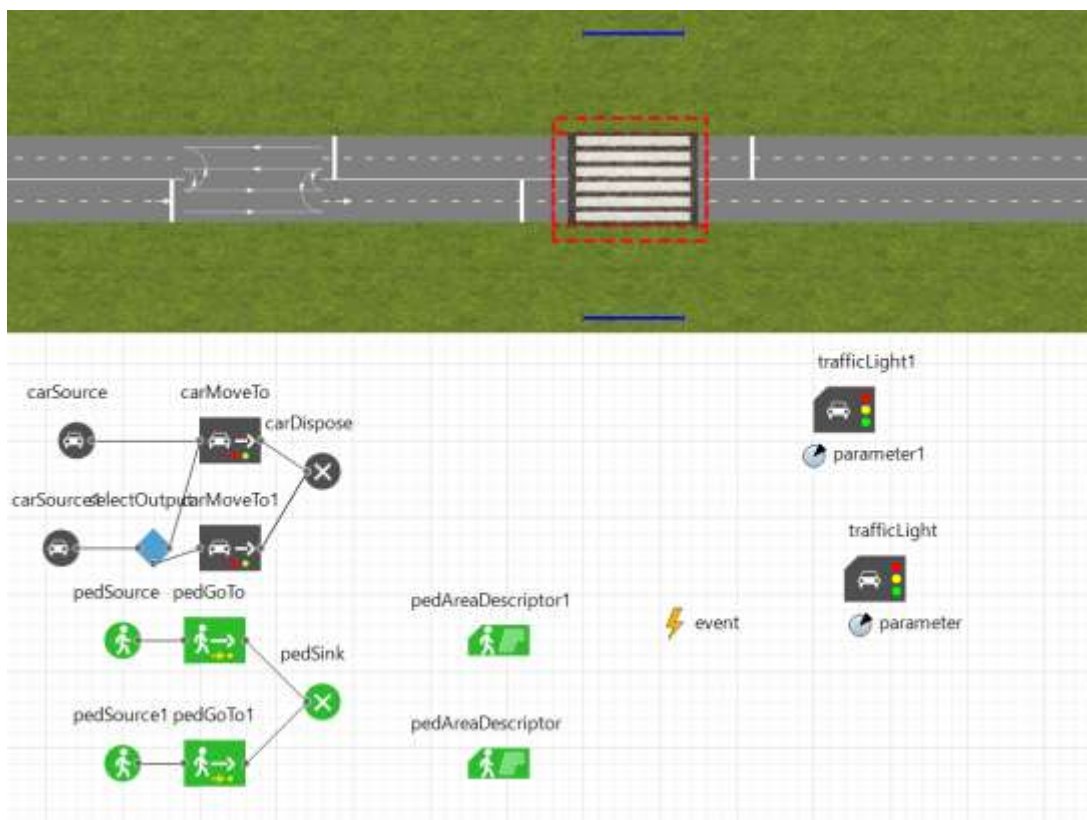 trafficLight1
carSource
carMoveTo
carDispose
parameter1
carSource1
selectOutput
carMoveTo1
trafficLight
pedSource
pedGoTo
pedAreaDescriptor1
event
parameter
pedSink
pedSource1
pedGoTo1
pedAreaDescriptor